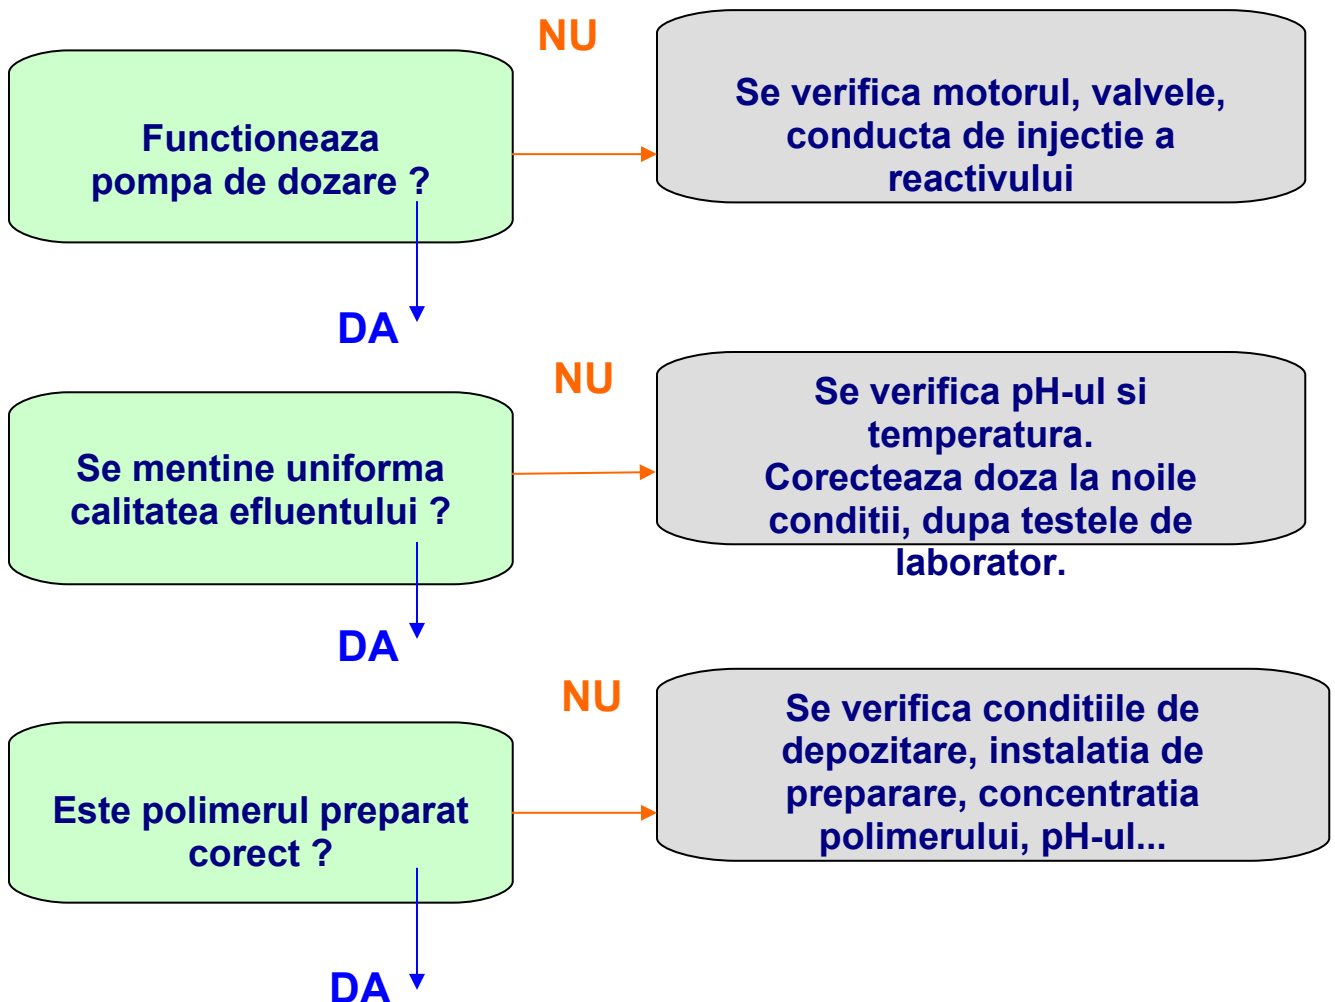 NU
Functioneaza
pompa de dozare ?
Se verifica motorul, valvele,
conducta de injectie a
reactivului
DA
NU
Se mentine uniforma
calitatea efluentului ?
Se verifica pH-ul si
temperatura.
Corecteaza doza la noile
conditii, dupa testele de
laborator.
DA
NU
Este polimerul preparat
corect ?
Se verifica conditiile de
depozitare, instalatia de
preparare, concentratia
polimerului, pH-ul...
DA